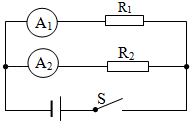 A₁ R₁
A₂ R₂
S